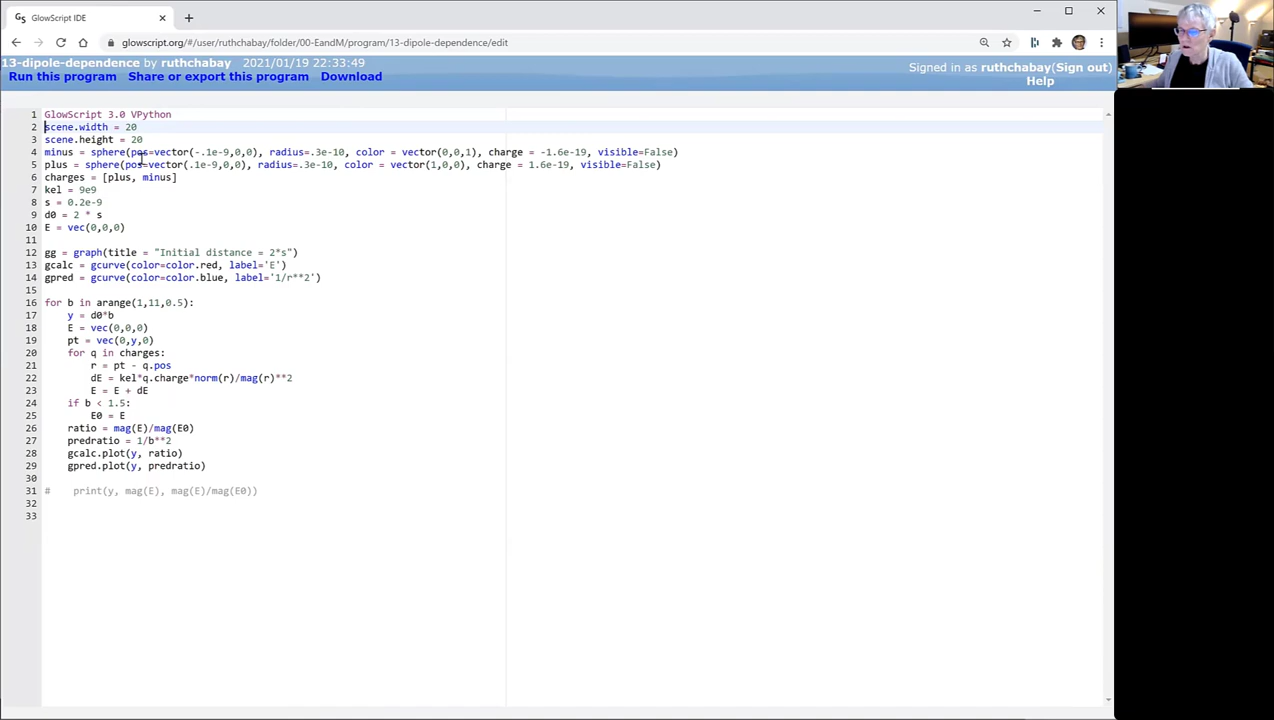 GlowScript IDE
glowscript.org/#/user/ruthchabay/folder/00-EandM/program/13-dipole-dependence/edit
13-dipole-dependence by ruthchabay 2021/01/19 22:33:49
Signed in as ruthchabay(Sign out)
Run this program Share or export this program Download
Help
1 GlowScript 3.0 VPython
2 scene.width = 20
3 scene.height = 20
4 minus = sphere(pos=vector(-.1e-9,0,0), radius=.3e-10, color = vector(0,0,1), charge = -1.6e-19, visible=False)
5 plus = sphere(pos=vector(.1e-9,0,0), radius=.3e-10, color = vector(1,0,0), charge = 1.6e-19, visible=False)
6 charges = [plus, minus]
7 kel = 9e9
8 s = 0.2e-9
9 d0 = 2 * s
10 E = vec(0,0,0)
11
12 gg = graph(title = "Initial distance = 2*s")
13 gcalc = gcurve(color=color.red, label='E')
14 gpred = gcurve(color=color.blue, label='1/r**2')
15
16 for b in arange(1,11,0.5):
17 y = d0*b
18 E = vec(0,0,0)
19 pt = vec(0,y,0)
20 for q in charges:
21 r = pt - q.pos
22 dE = kel*q.charge*norm(r)/mag(r)**2
23 E = E + dE
24 if b < 1.5:
25 E0 = E
26 ratio = mag(E)/mag(E0)
27 predratio = 1/b**2
28 gcalc.plot(y, ratio)
29 gpred.plot(y, predratio)
30
31 # print(y, mag(E), mag(E)/mag(E0))
32
33